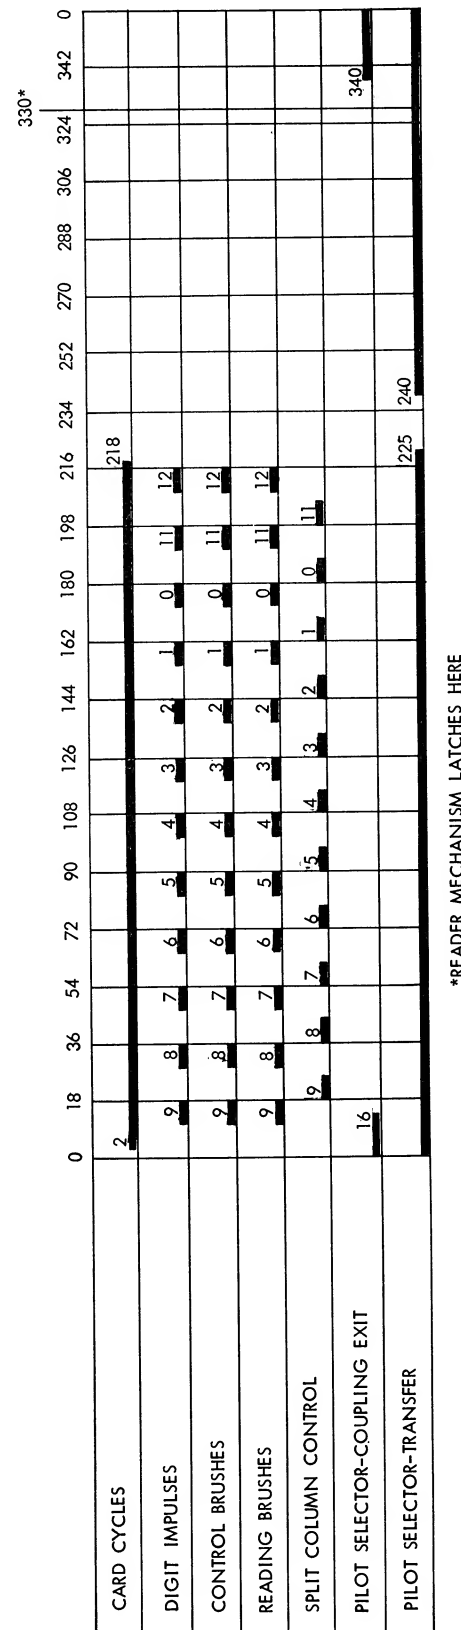 330*
0 18 36 54 72 90 108 126 144 162 180 198 216 234 252 270 288 306 324 342 0
CARD CYCLES 2 218
DIGIT IMPULSES 9 8 7 6 5 4 3 2 1 0 11 12
CONTROL BRUSHES 9 8 7 6 5 4 3 2 1 0 11 12
READING BRUSHES 9 8 7 6 5 4 3 2 1 0 11 12
SPLIT COLUMN CONTROL 9 8 7 6 5 4 3 2 1 0 11
PILOT SELECTOR-COUPLING EXIT 16 340
PILOT SELECTOR-TRANSFER 225 240
*READER MECHANISM LATCHES HERE